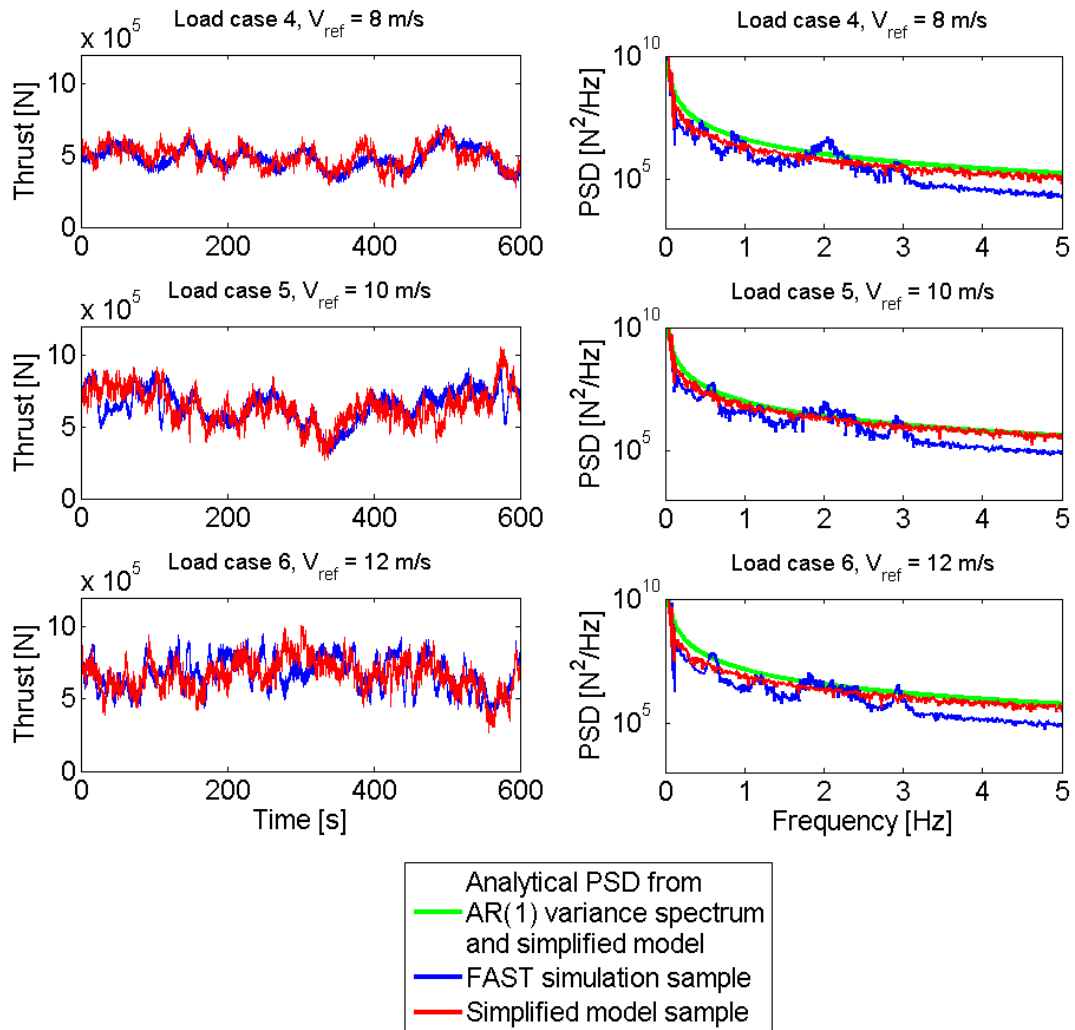 Load case 4, V_ref = 8 m/s
x 10^5
Thrust [N]
10
5
0
0 200 400 600
Load case 4, V_ref = 8 m/s
PSD [N^2/Hz]
10^10
10^5
0 1 2 3 4 5
Load case 5, V_ref = 10 m/s
x 10^5
Thrust [N]
10
5
0
0 200 400 600
Load case 5, V_ref = 10 m/s
PSD [N^2/Hz]
10^10
10^5
0 1 2 3 4 5
Load case 6, V_ref = 12 m/s
x 10^5
Thrust [N]
10
5
0
0 200 400 600
Time [s]
Load case 6, V_ref = 12 m/s
PSD [N^2/Hz]
10^10
10^5
0 1 2 3 4 5
Frequency [Hz]
Analytical PSD from
AR(1) variance spectrum
and simplified model
FAST simulation sample
Simplified model sample